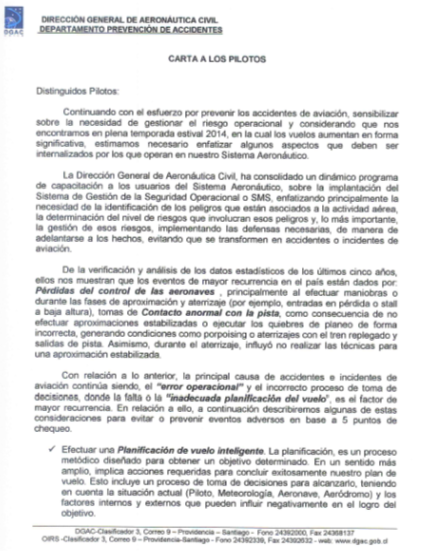 DGAC
DIRECCIÓN GENERAL DE AERONÁUTICA CIVIL
DEPARTAMENTO PREVENCIÓN DE ACCIDENTES
CARTA A LOS PILOTOS
Distinguidos Pilotos:
Continuando con el esfuerzo por prevenir los accidentes de aviación, sensibilizar
sobre la necesidad de gestionar el riesgo operacional y considerando que nos
encontramos en plena temporada estival 2014, en la cual los vuelos aumentan en forma
significativa, estimamos necesario enfatizar algunos aspectos que deben ser
internalizados por los que operan en nuestro Sistema Aeronáutico.
La Dirección General de Aeronáutica Civil, ha consolidado un dinámico programa
de capacitación a los usuarios del Sistema Aeronáutico, sobre la implantación del
Sistema de Gestión de la Seguridad Operacional o SMS, enfatizando principalmente la
necesidad de la identificación de los peligros que están asociados a la actividad aérea,
la determinación del nivel de riesgos que involucran esos peligros y, lo más importante,
la gestión de esos riesgos, implementando las defensas necesarias, de manera de
adelantarse a los hechos, evitando que se transformen en accidentes o incidentes de
aviación.
De la verificación y análisis de los datos estadísticos de los últimos cinco años,
ellos nos muestran que los eventos de mayor recurrencia en el país están dados por:
Pérdidas del control de las aeronaves , principalmente al efectuar maniobras o
durante las fases de aproximación y aterrizaje (por ejemplo, entradas en pérdida o stall
a baja altura), tomas de Contacto anormal con la pista, como consecuencia de no
efectuar aproximaciones estabilizadas o ejecutar los quiebres de planeo de forma
incorrecta, generando condiciones como porpoising o aterrizajes con el tren replegado y
salidas de pista. Asimismo, durante el aterrizaje, influyó no realizar las técnicas para
una aproximación estabilizada.
Con relación a lo anterior, la principal causa de accidentes e incidentes de
aviación continúa siendo, el "error operacional" y el incorrecto proceso de toma de
decisiones, donde la falta o la "inadecuada planificación del vuelo", es el factor de
mayor recurrencia. En relación a ello, a continuación describiremos algunas de estas
consideraciones para evitar o prevenir eventos adversos en base a 5 puntos de
chequeo.
✓ Efectuar una Planificación de vuelo inteligente. La planificación, es un proceso
metódico diseñado para obtener un objetivo determinado. En un sentido más
amplio, implica acciones requeridas para concluir exitosamente nuestro plan de
vuelo. Esto incluye un proceso de toma de decisiones para alcanzarlo, teniendo
en cuenta la situación actual (Piloto, Meteorología, Aeronave, Aeródromo) y los
factores internos y externos que pueden influir negativamente en el logro del
objetivo.
DGAC-Clasificador 3, Correo 9 – Providencia – Santiago - Fono 24392000, Fax 24368137
OIRS -Clasificador 3, Correo 9 – Providencia-Santiago - Fono 24392339, Fax 24392032 - web: www.dgac.gob.cl